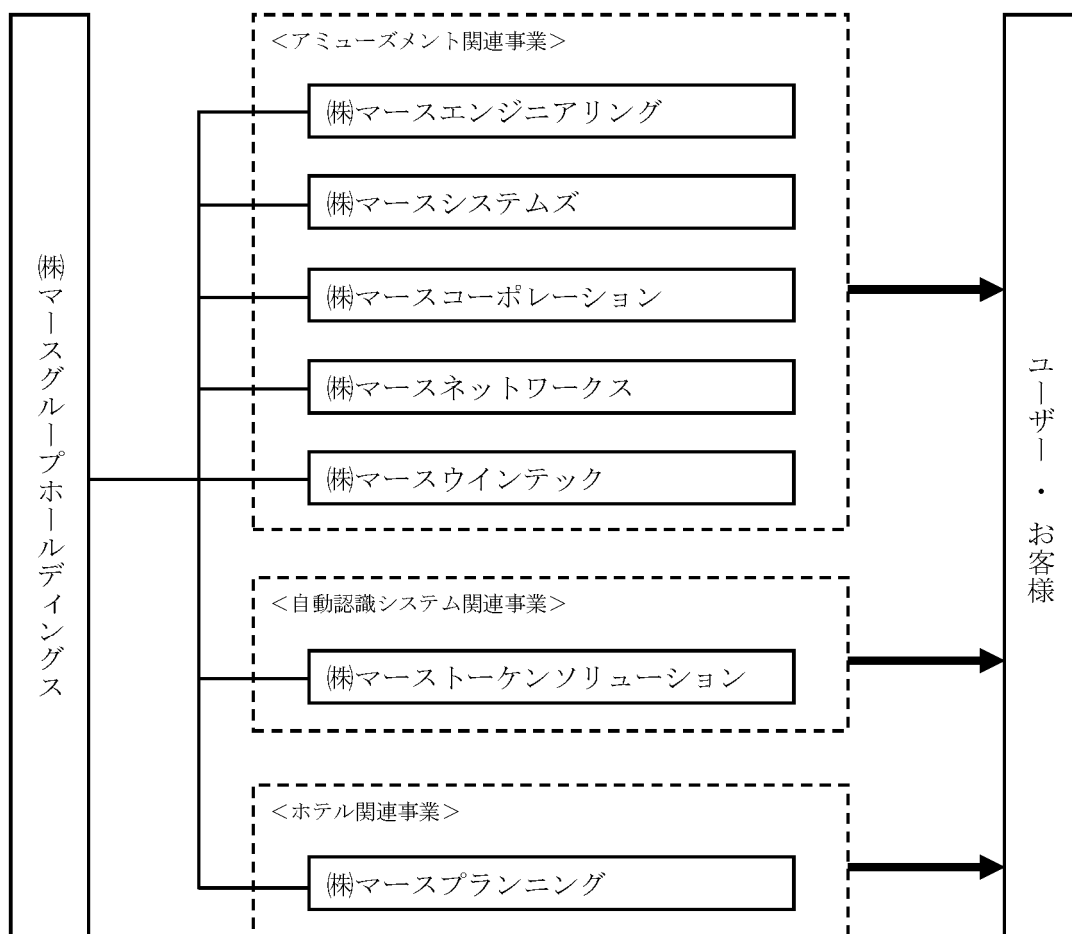 ㈱マースグループホールディングス
＜アミューズメント関連事業＞
㈱マースエンジニアリング
㈱マースシステムズ
㈱マースコーポレーション
㈱マースネットワークス
㈱マースウインテック
＜自動認識システム関連事業＞
㈱マーストーケンソリューション
＜ホテル関連事業＞
㈱マースプランニング
ユーザー・お客様